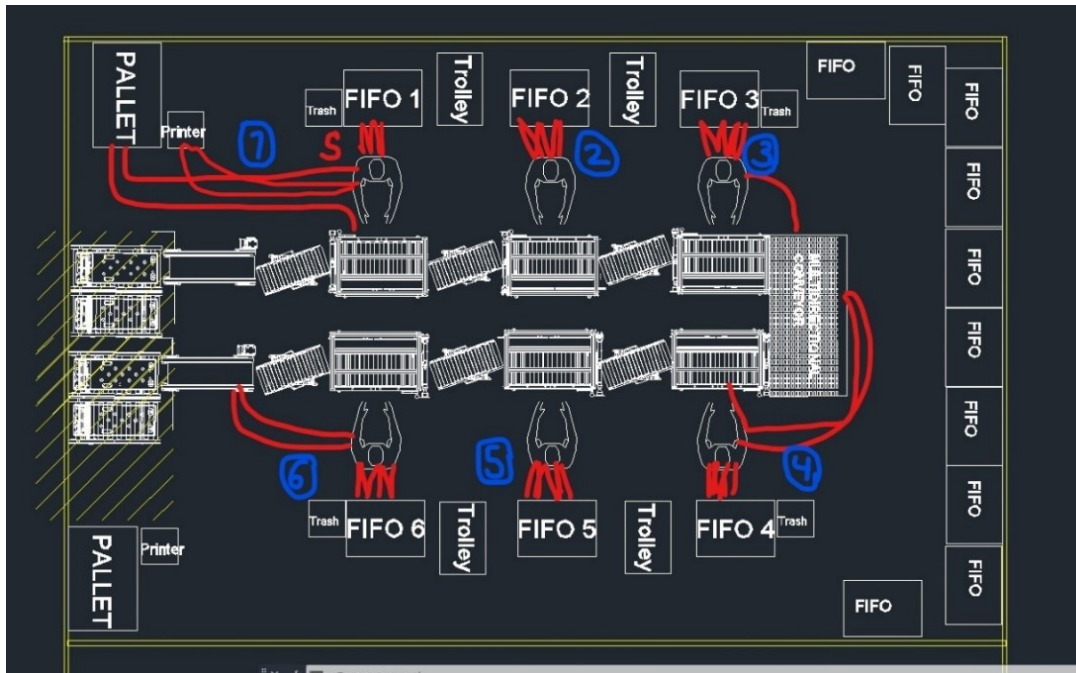 PALLET
Printer
1
S
Trash
FIFO 1
Trolley
FIFO 2
2
Trolley
FIFO 3
Trash
3
FIFO
FIFO
FIFO
FIFO
FIFO
FIFO
FIFO
FIFO
FIFO
MULTIDIRECTIONAL
CONVEYOR
6
5
4
PALLET
Printer
Trash
FIFO 6
Trolley
FIFO 5
Trolley
FIFO 4
Trash
FIFO